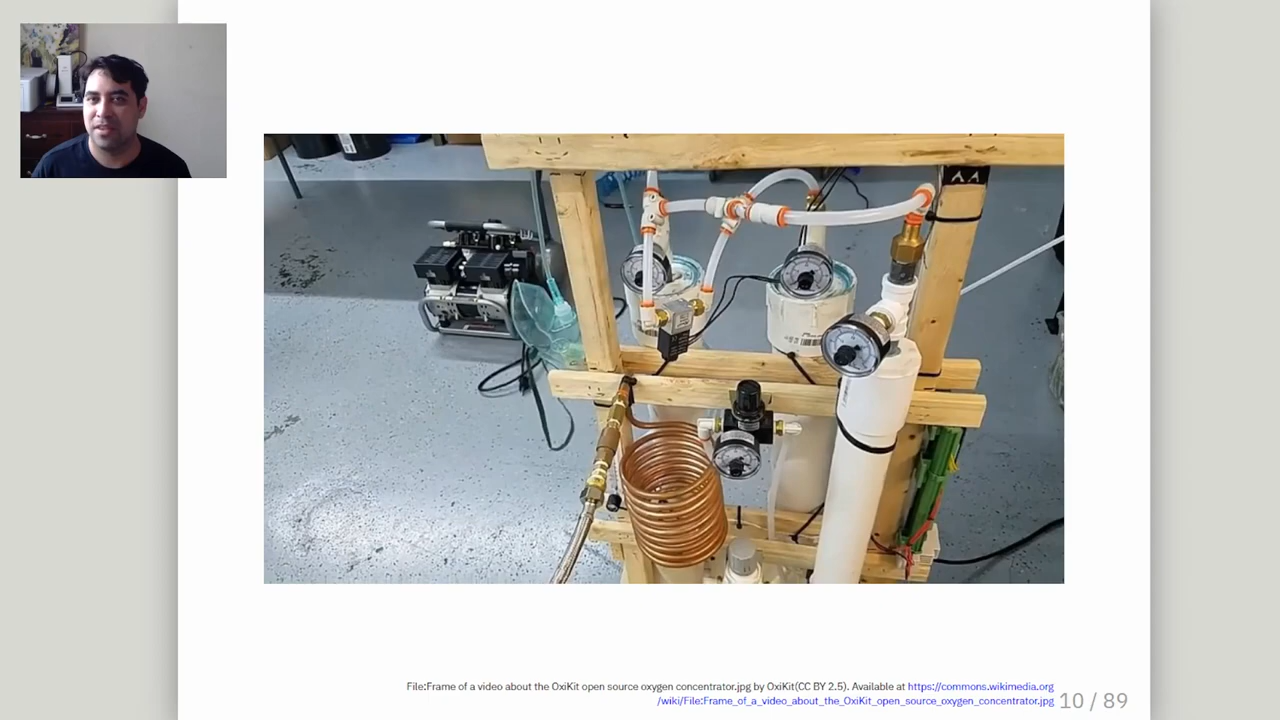 File:Frame of a video about the OxiKit open source oxygen concentrator.jpg by OxiKit(CC BY 2.5). Available at https://commons.wikimedia.org
/wiki/File:Frame_of_a_video_about_the_OxiKit_open_source_oxygen_concentrator.jpg
10 / 89